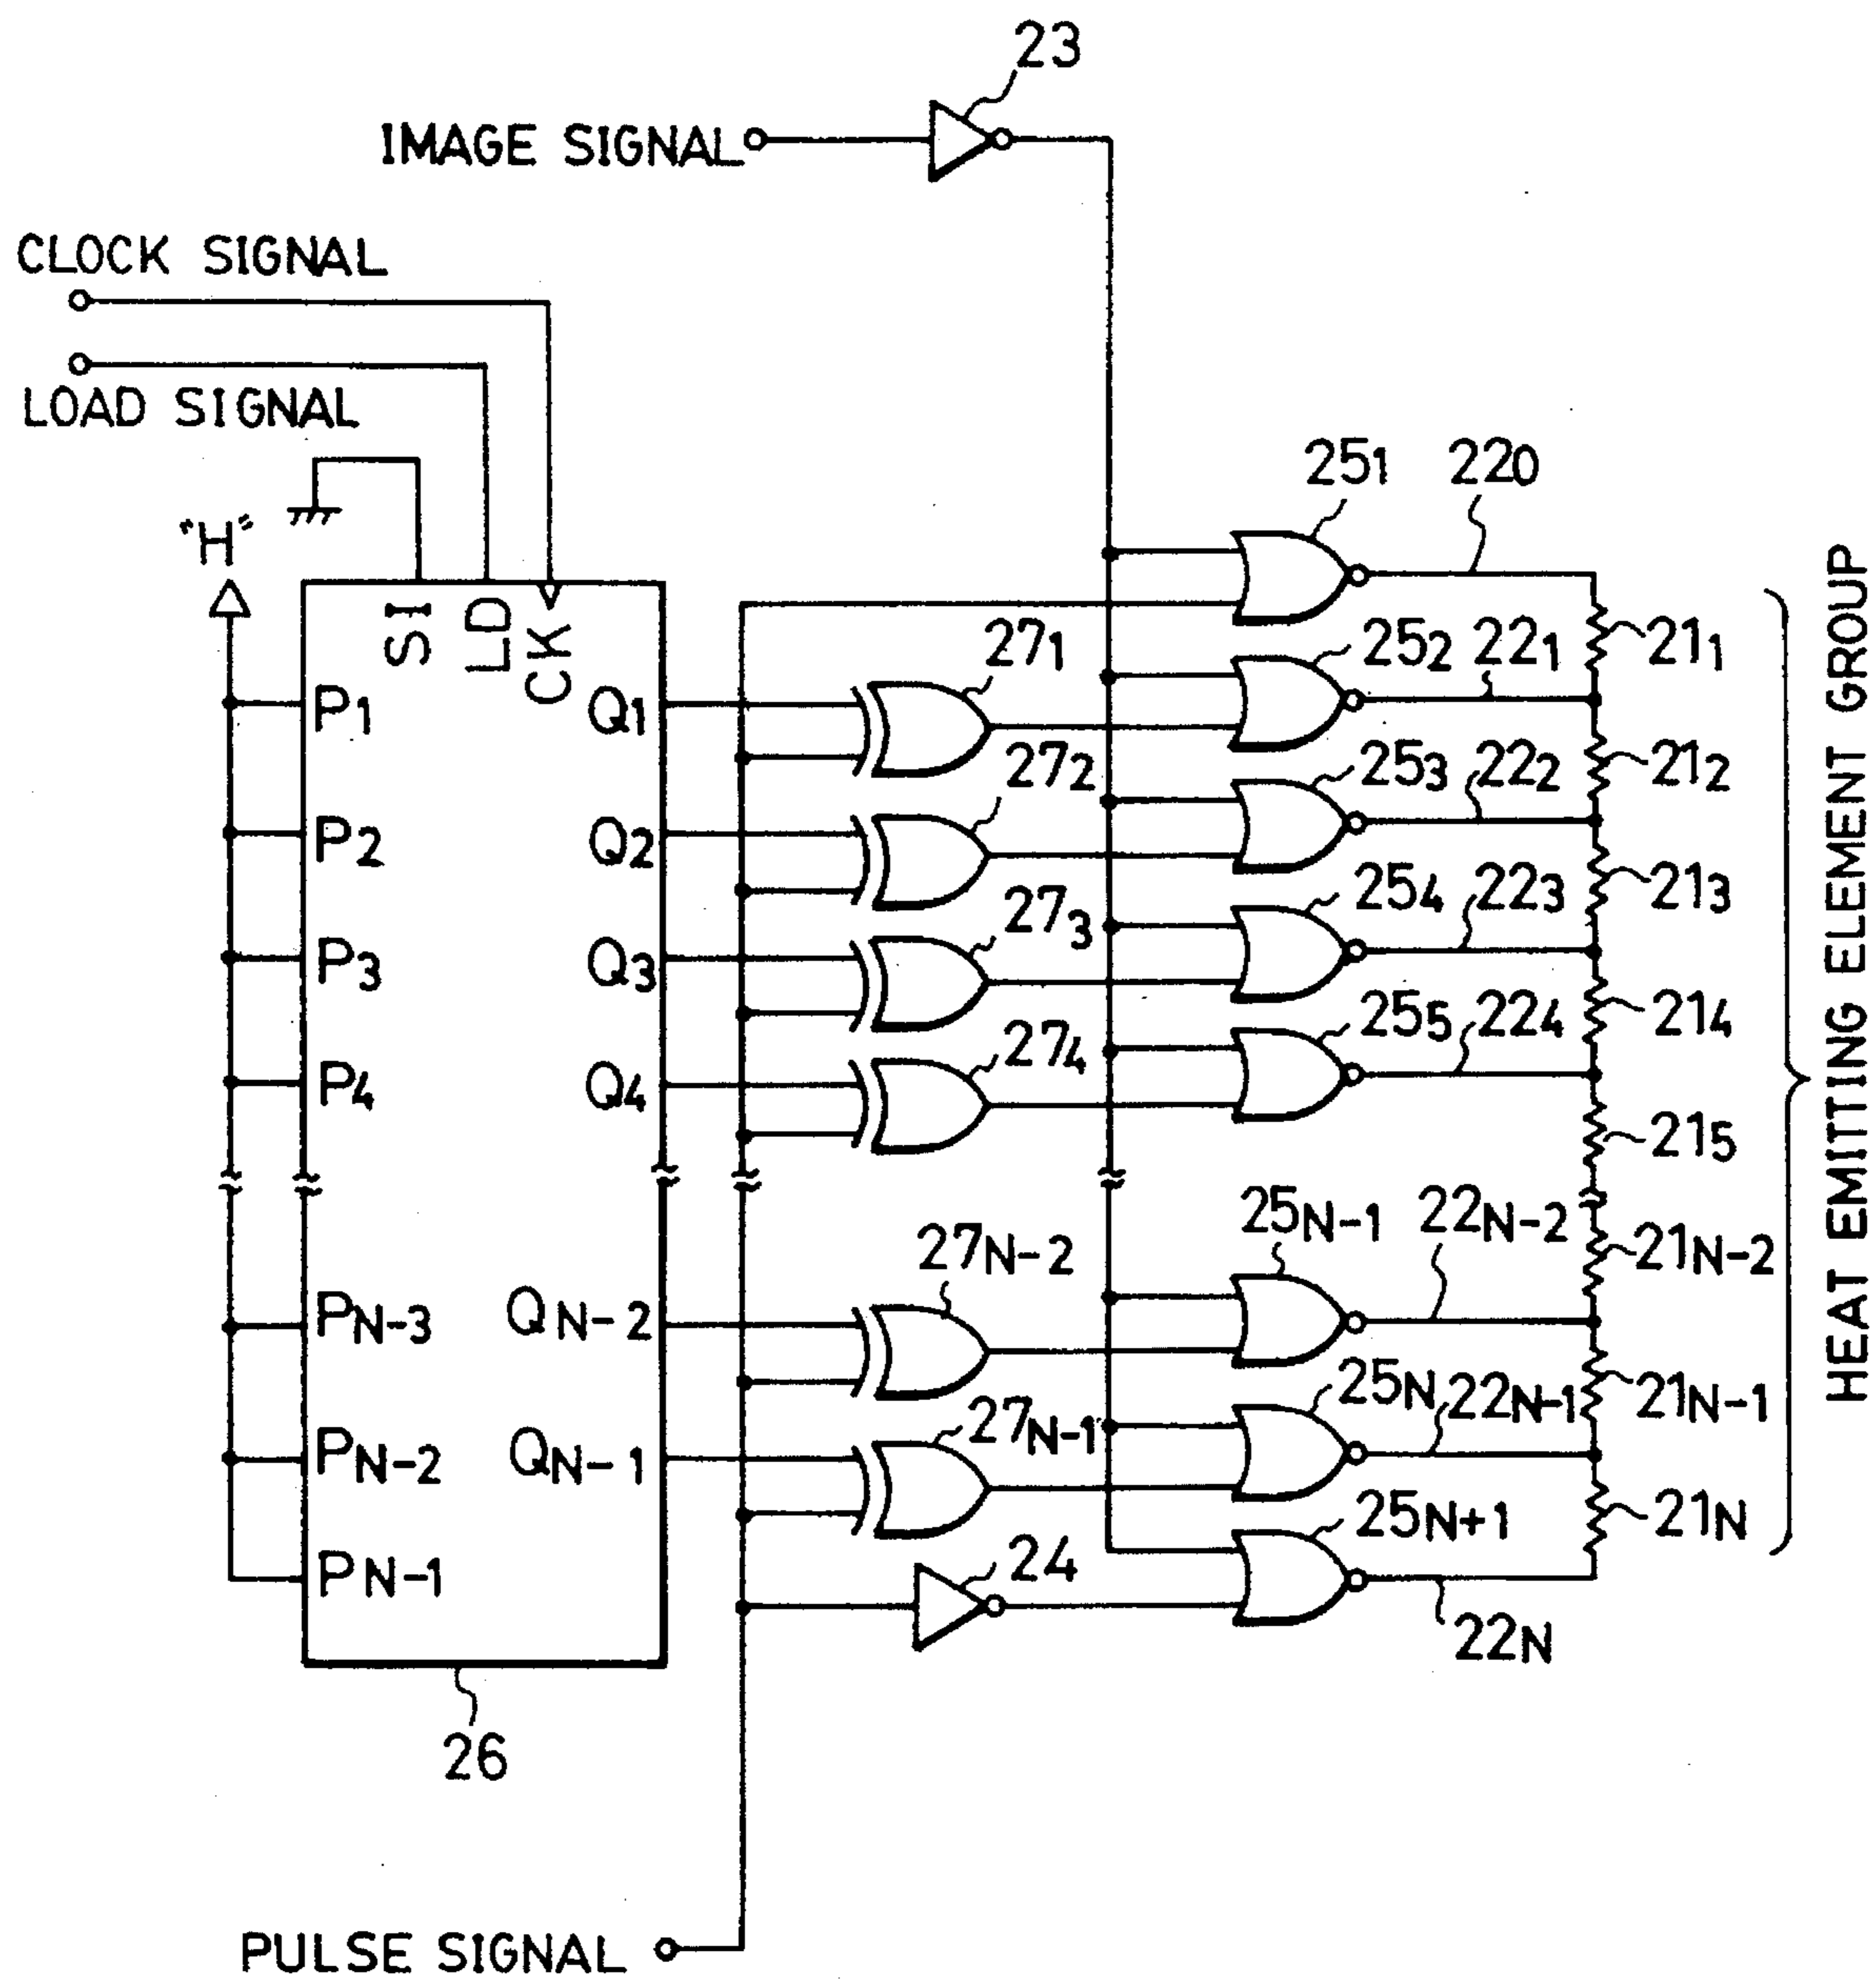 23
IMAGE SIGNAL
CLOCK SIGNAL
LOAD SIGNAL
"H"
SI
LD
CK
25₁
22₀
21₁
27₁
25₂
22₁
P₁
Q₁
21₂
27₂
25₃
22₂
P₂
Q₂
21₃
27₃
25₄
22₃
P₃
Q₃
21₄
27₄
25₅
22₄
P₄
Q₄
21₅
27N-2
25N-1
22N-2
21N-2
PN-3
QN-2
27N-1
25N
22N-1
21N-1
PN-2
QN-1
25N+1
21N
PN-1
24
22N
26
PULSE SIGNAL
HEAT EMITTING ELEMENT GROUP